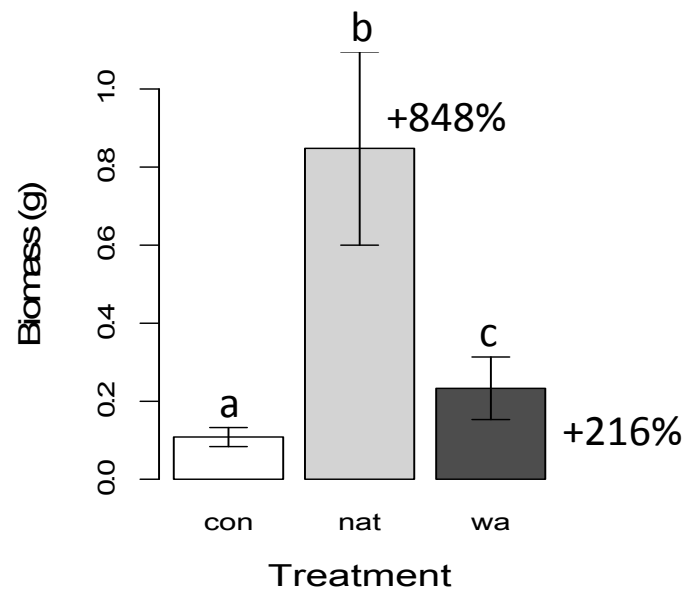 b
1.0
+848%
0.8
Biomass (g)
0.6
0.4
c
0.2
a
+216%
0.0
con nat wa
Treatment